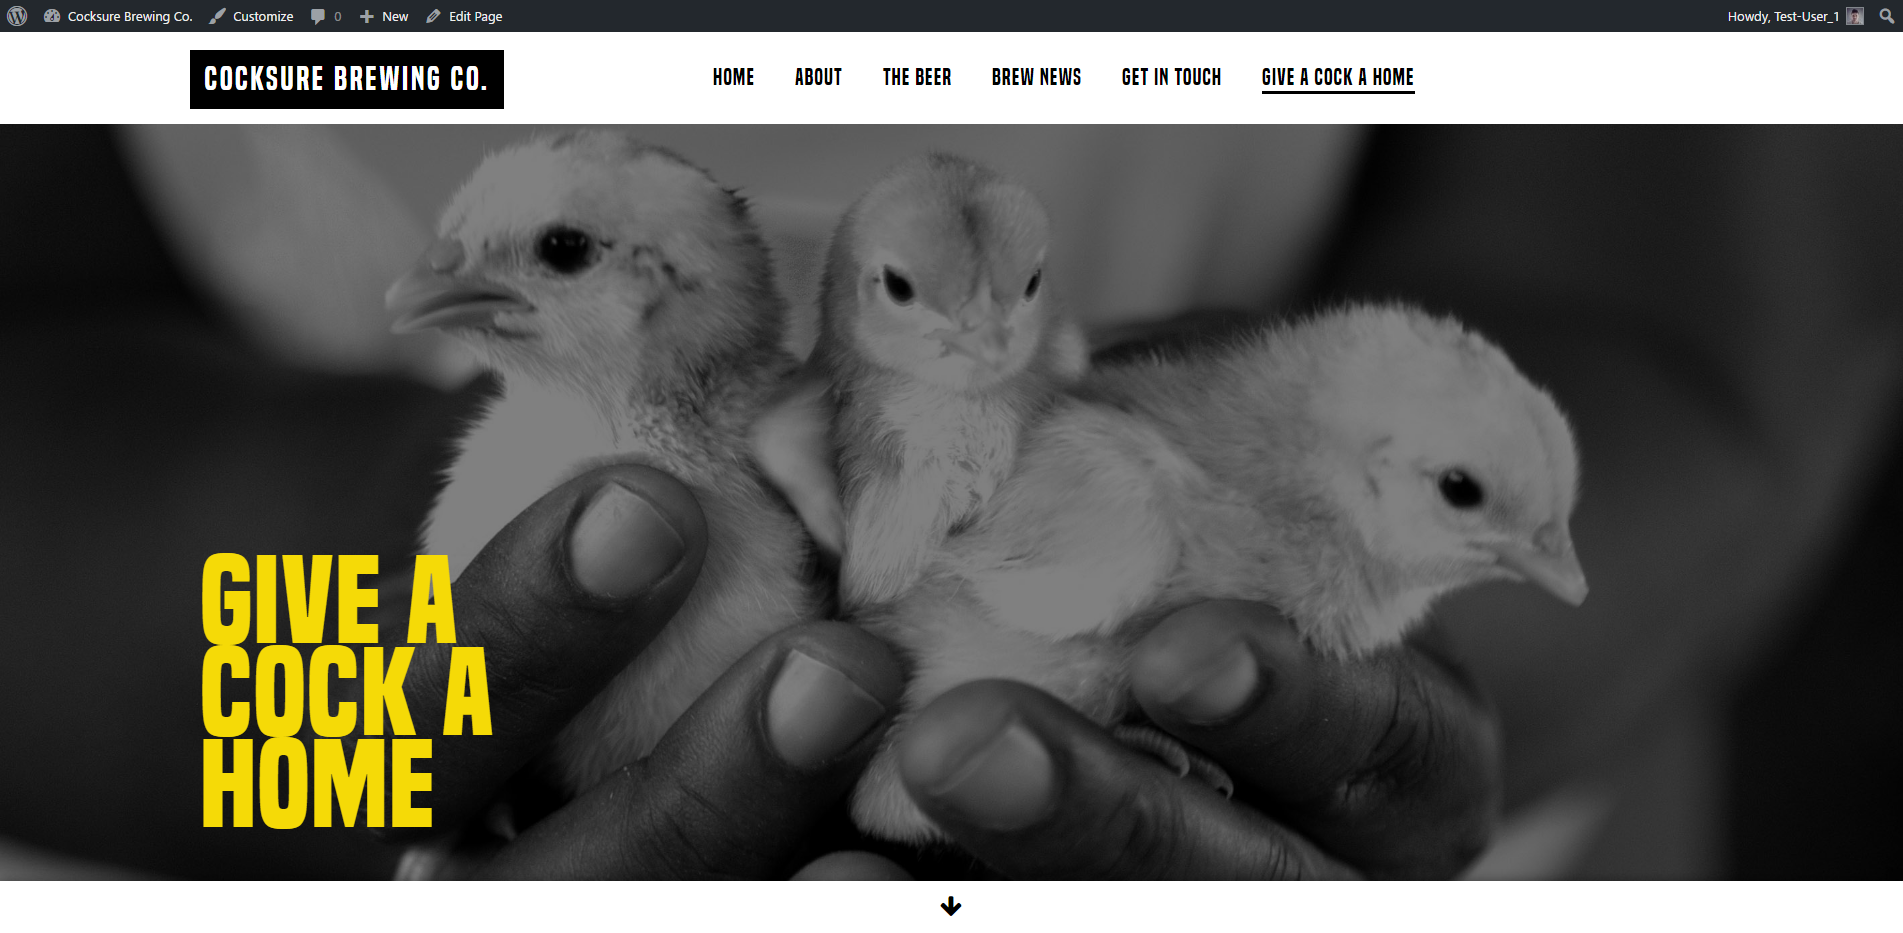 Cocksure Brewing Co. Customize 0 New Edit Page Howdy, Test-User_1
COCKSURE BREWING CO. HOME ABOUT THE BEER BREW NEWS GET IN TOUCH GIVE A COCK A HOME
GIVE A
COCK A
HOME